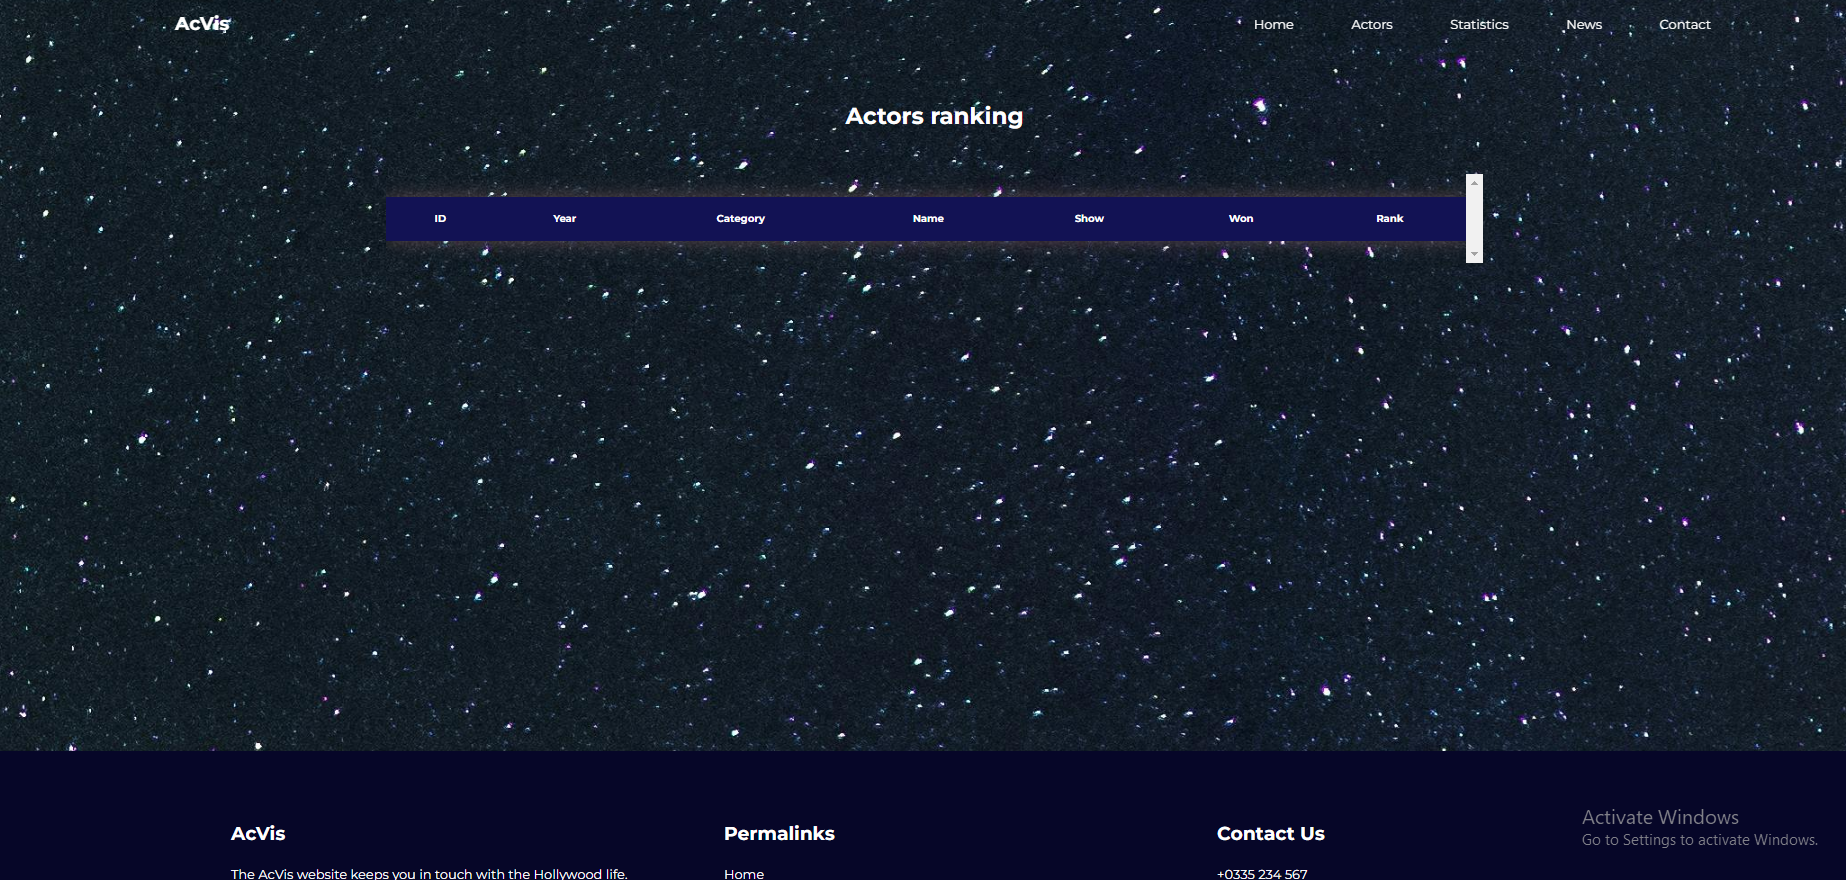 AcVis
Home Actors Statistics News Contact
Actors ranking
ID Year Category Name Show Won Rank
AcVis Permalinks Contact Us
The AcVis website keeps you in touch with the Hollywood life. Home +0335 234 567
Activate Windows
Go to Settings to activate Windows.